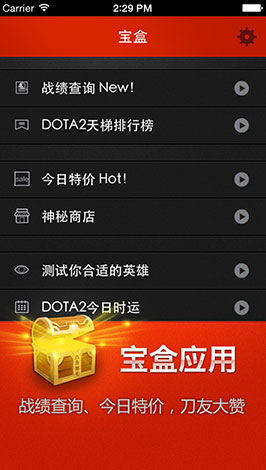 Carrier 2:29 PM
宝盒
战绩查询 New!
DOTA2天梯排行榜
sale 今日特价 Hot!
神秘商店
测试你合适的英雄
DOTA2今日时运
宝盒应用
战绩查询、今日特价，刀友大赞